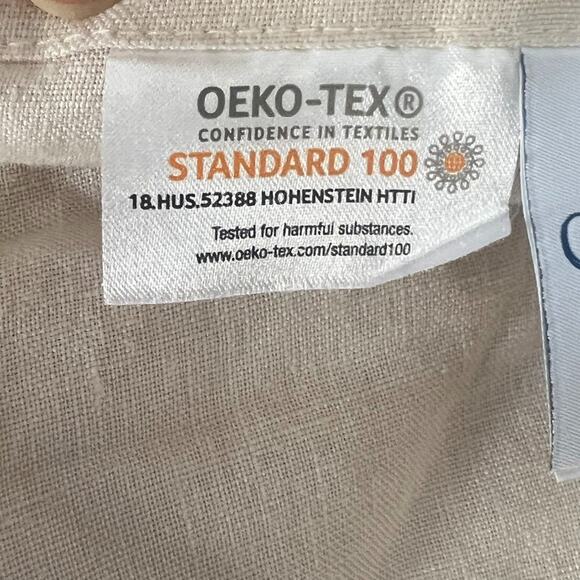 OEKO-TEX®
CONFIDENCE IN TEXTILES
STANDARD 100
18.HUS.52388 HOHENSTEIN HTTI
Tested for harmful substances.
www.oeko-tex.com/standard100